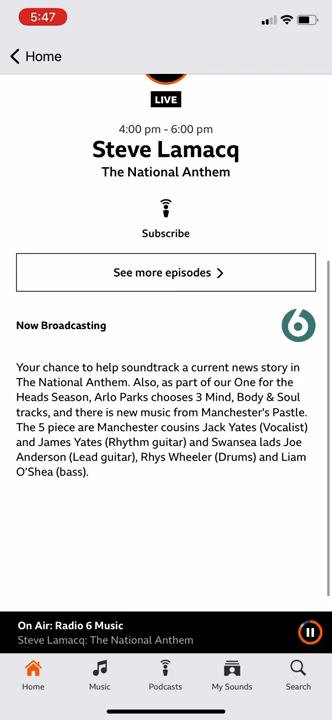 5:47
Home
LIVE
4:00 pm - 6:00 pm
Steve Lamacq
The National Anthem
Subscribe
See more episodes
Now Broadcasting
6
Your chance to help soundtrack a current news story in
The National Anthem. Also, as part of our One for the
Heads Season, Arlo Parks chooses 3 Mind, Body & Soul
tracks, and there is new music from Manchester's Pastle.
The 5 piece are Manchester cousins Jack Yates (Vocalist)
and James Yates (Rhythm guitar) and Swansea lads Joe
Anderson (Lead guitar), Rhys Wheeler (Drums) and Liam
O'Shea (bass).
On Air: Radio 6 Music
Steve Lamacq: The National Anthem
Home Music Podcasts My Sounds Search